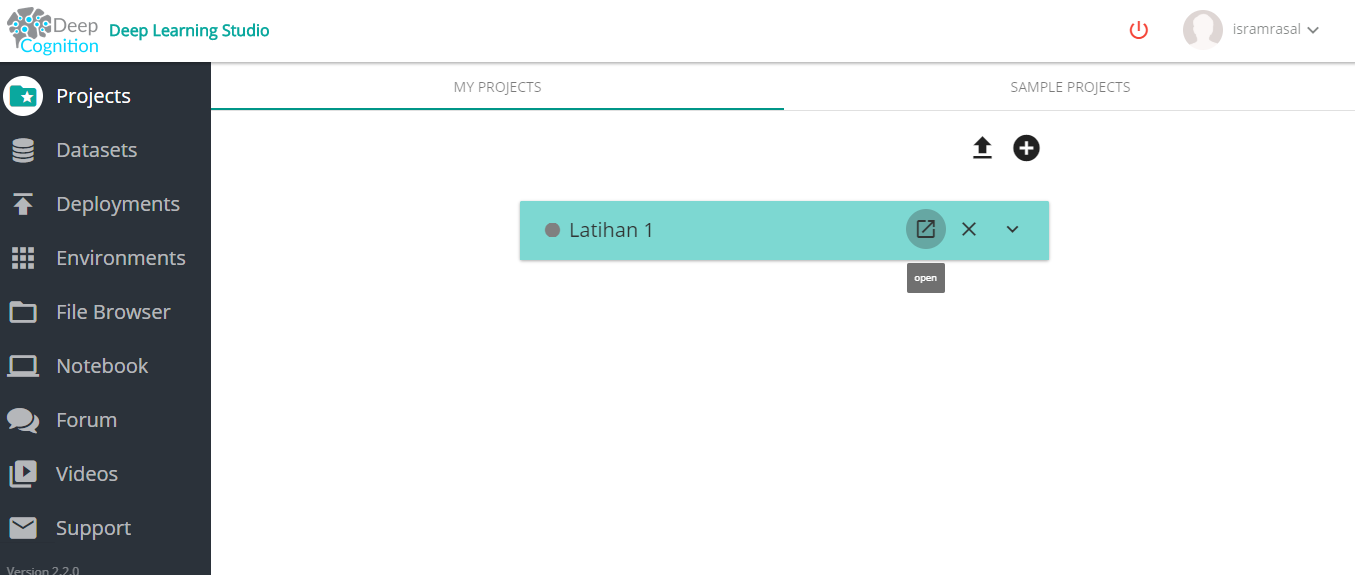 Deep
Cognition
Deep Learning Studio
isramrasal
Projects
Datasets
Deployments
Environments
File Browser
Notebook
Forum
Videos
Support
Version 2.2.0
MY PROJECTS
SAMPLE PROJECTS
Latihan 1
open